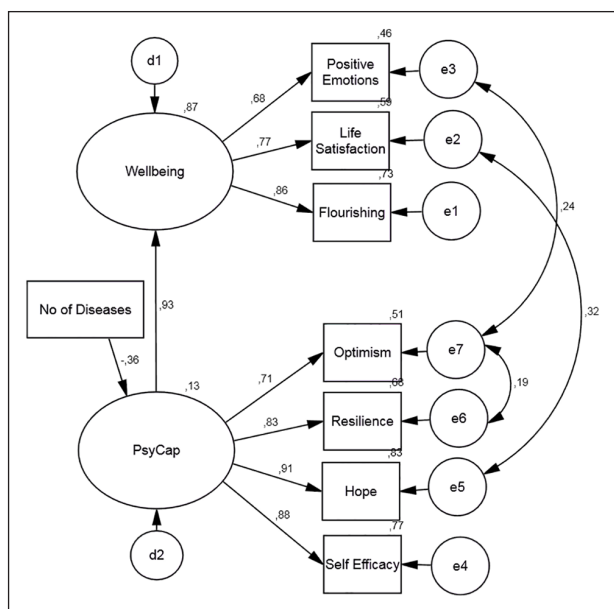 d1
,87
Wellbeing
,46
Positive
Emotions
e3
,68
,59
Life
Satisfaction
e2
,77
,73
Flourishing
e1
,86
,24
,32
,93
No of Diseases
-,36
,13
PsyCap
d2
,51
Optimism
e7
,71
,19
,68
Resilience
e6
,83
,83
Hope
e5
,91
,77
Self Efficacy
e4
,88